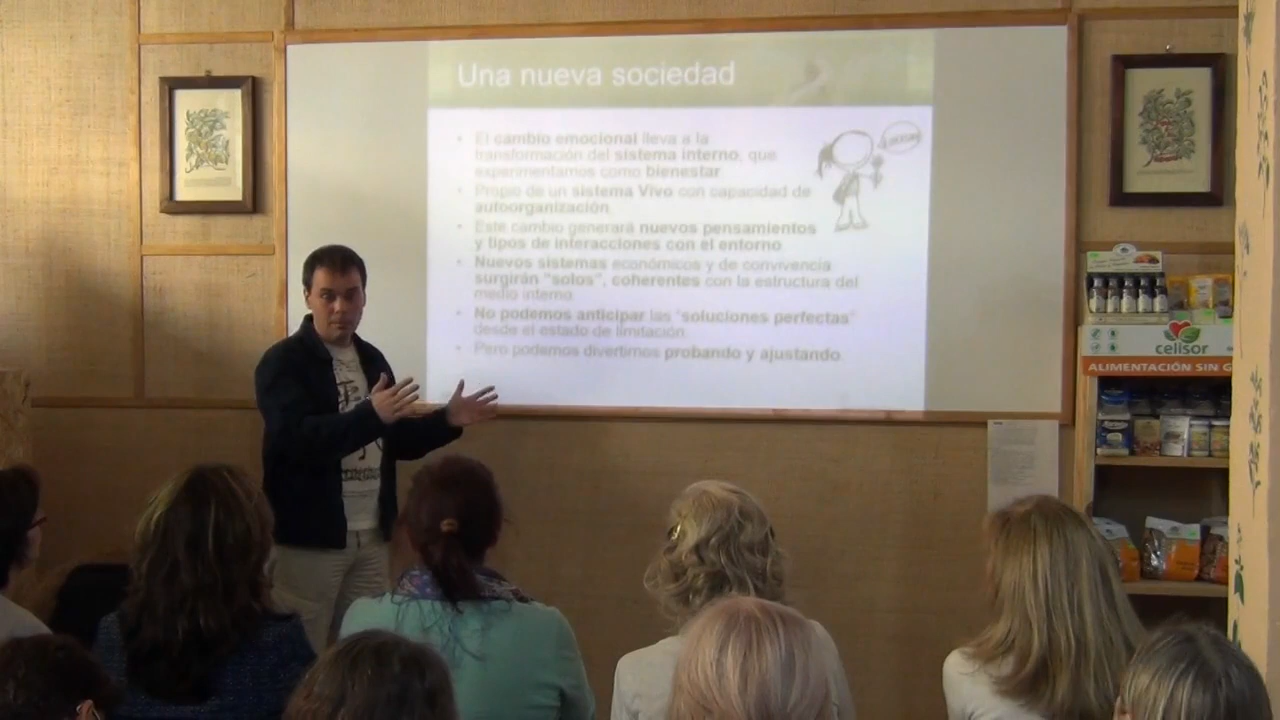 Una nueva sociedad
• El cambio emocional lleva a la
transformación del sistema interno, que
experimentamos como bienestar
• Propio de un sistema Vivo con capacidad de
autoorganización.
• Este cambio generará nuevos pensamientos
y tipos de interacciones con el entorno.
• Nuevos sistemas económicos y de convivencia
surgirán "solos", coherentes con la estructura del
medio interno.
• No podemos anticipar las "soluciones perfectas"
desde el estado de limitación.
• Pero podemos divertirnos probando y ajustando.
celisor
ALIMENTACIÓN SIN G